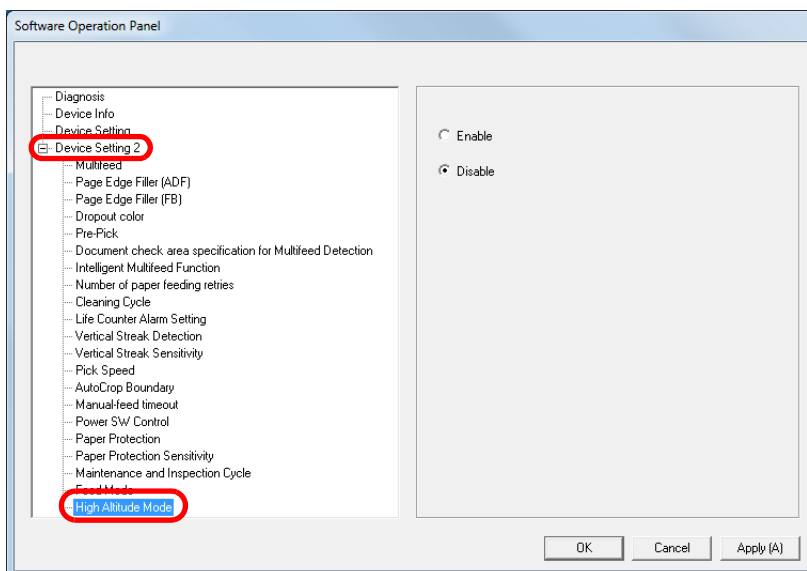 Software Operation Panel
Diagnosis
Device Info
Device Setting
Device Setting 2
Multifeed
Page Edge Filler (ADF)
Page Edge Filler (FB)
Dropout color
Pre-Pick
Document check area specification for Multifeed Detection
Intelligent Multifeed Function
Number of paper feeding retries
Cleaning Cycle
Life Counter Alarm Setting
Vertical Streak Detection
Vertical Streak Sensitivity
Pick Speed
AutoCrop Boundary
Manual-feed timeout
Power SW Control
Paper Protection
Paper Protection Sensitivity
Maintenance and Inspection Cycle
Feed Mode
High Altitude Mode
Enable
Disable
OK Cancel Apply (A)